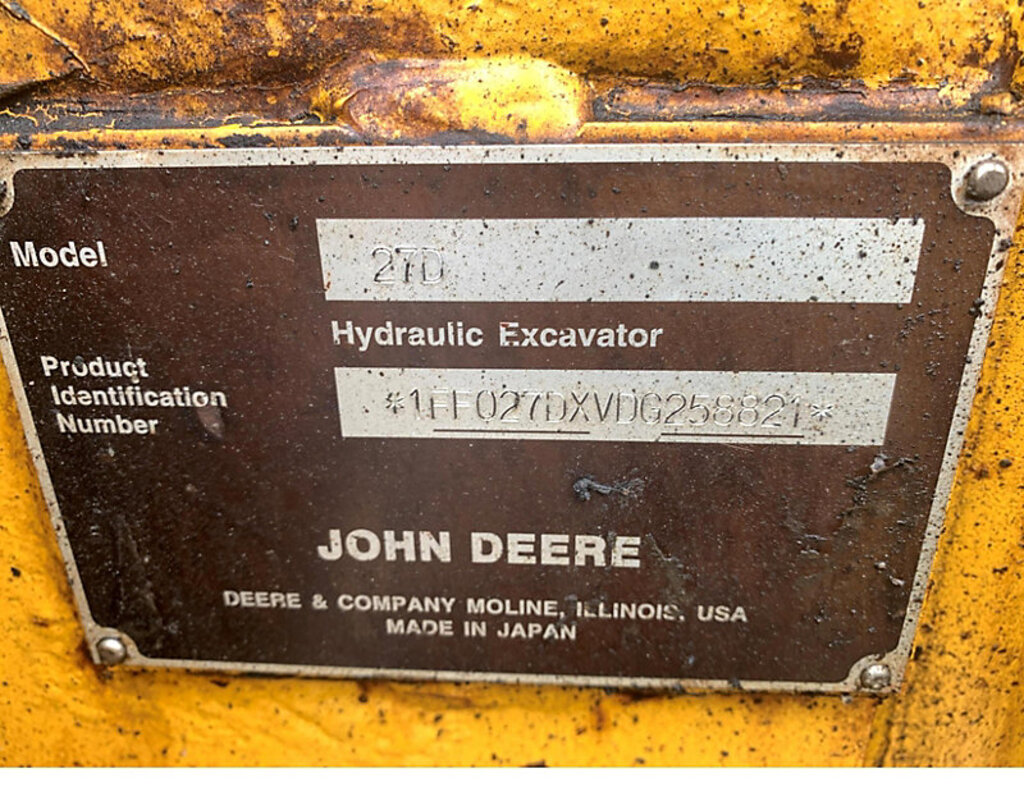 Model
27D
Hydraulic Excavator
Product
Identification
Number
*1FF027DXVDG258821*
JOHN DEERE
DEERE & COMPANY MOLINE, ILLINOIS, USA
MADE IN JAPAN